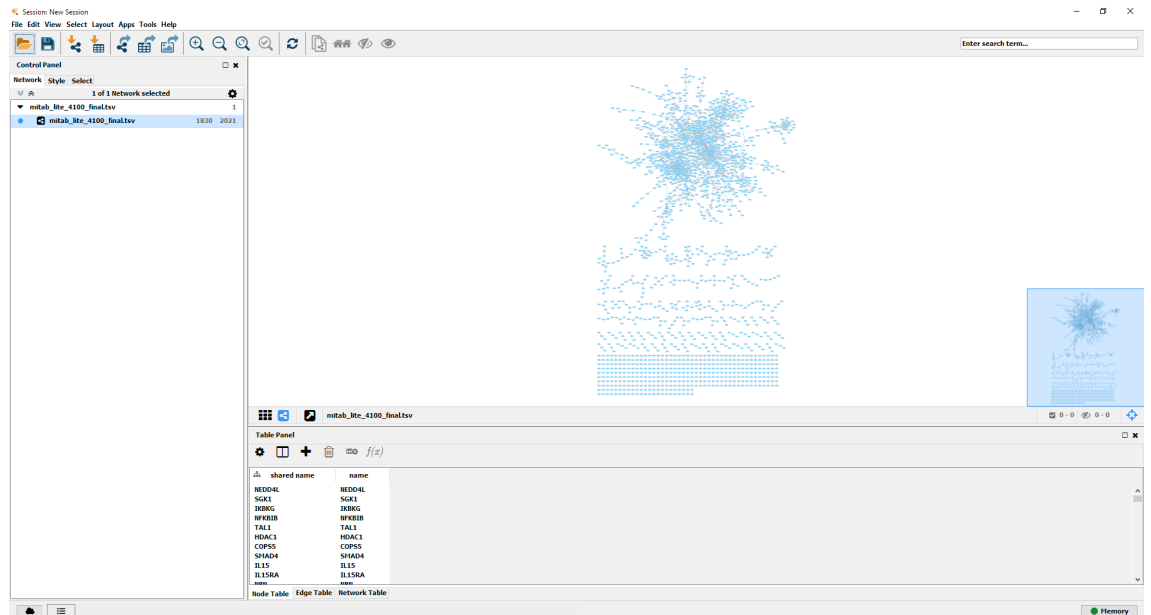 Session: New Session
File Edit View Select Layout Apps Tools Help
Enter search term...
Control Panel
Network Style Select
1 of 1 Network selected
mitab_lite_4100_final.tsv 1
mitab_lite_4100_final.tsv 1830 2021
mitab_lite_4100_final.tsv
0 - 0 0 - 0
Table Panel
f(x)
shared name name
NEDD4L NEDD4L
SGK1 SGK1
IKBKG IKBKG
NFKBIB NFKBIB
TAL1 TAL1
HDAC1 HDAC1
COPS5 COPS5
SMAD4 SMAD4
IL15 IL15
IL15RA IL15RA
Node Table Edge Table Network Table
Memory